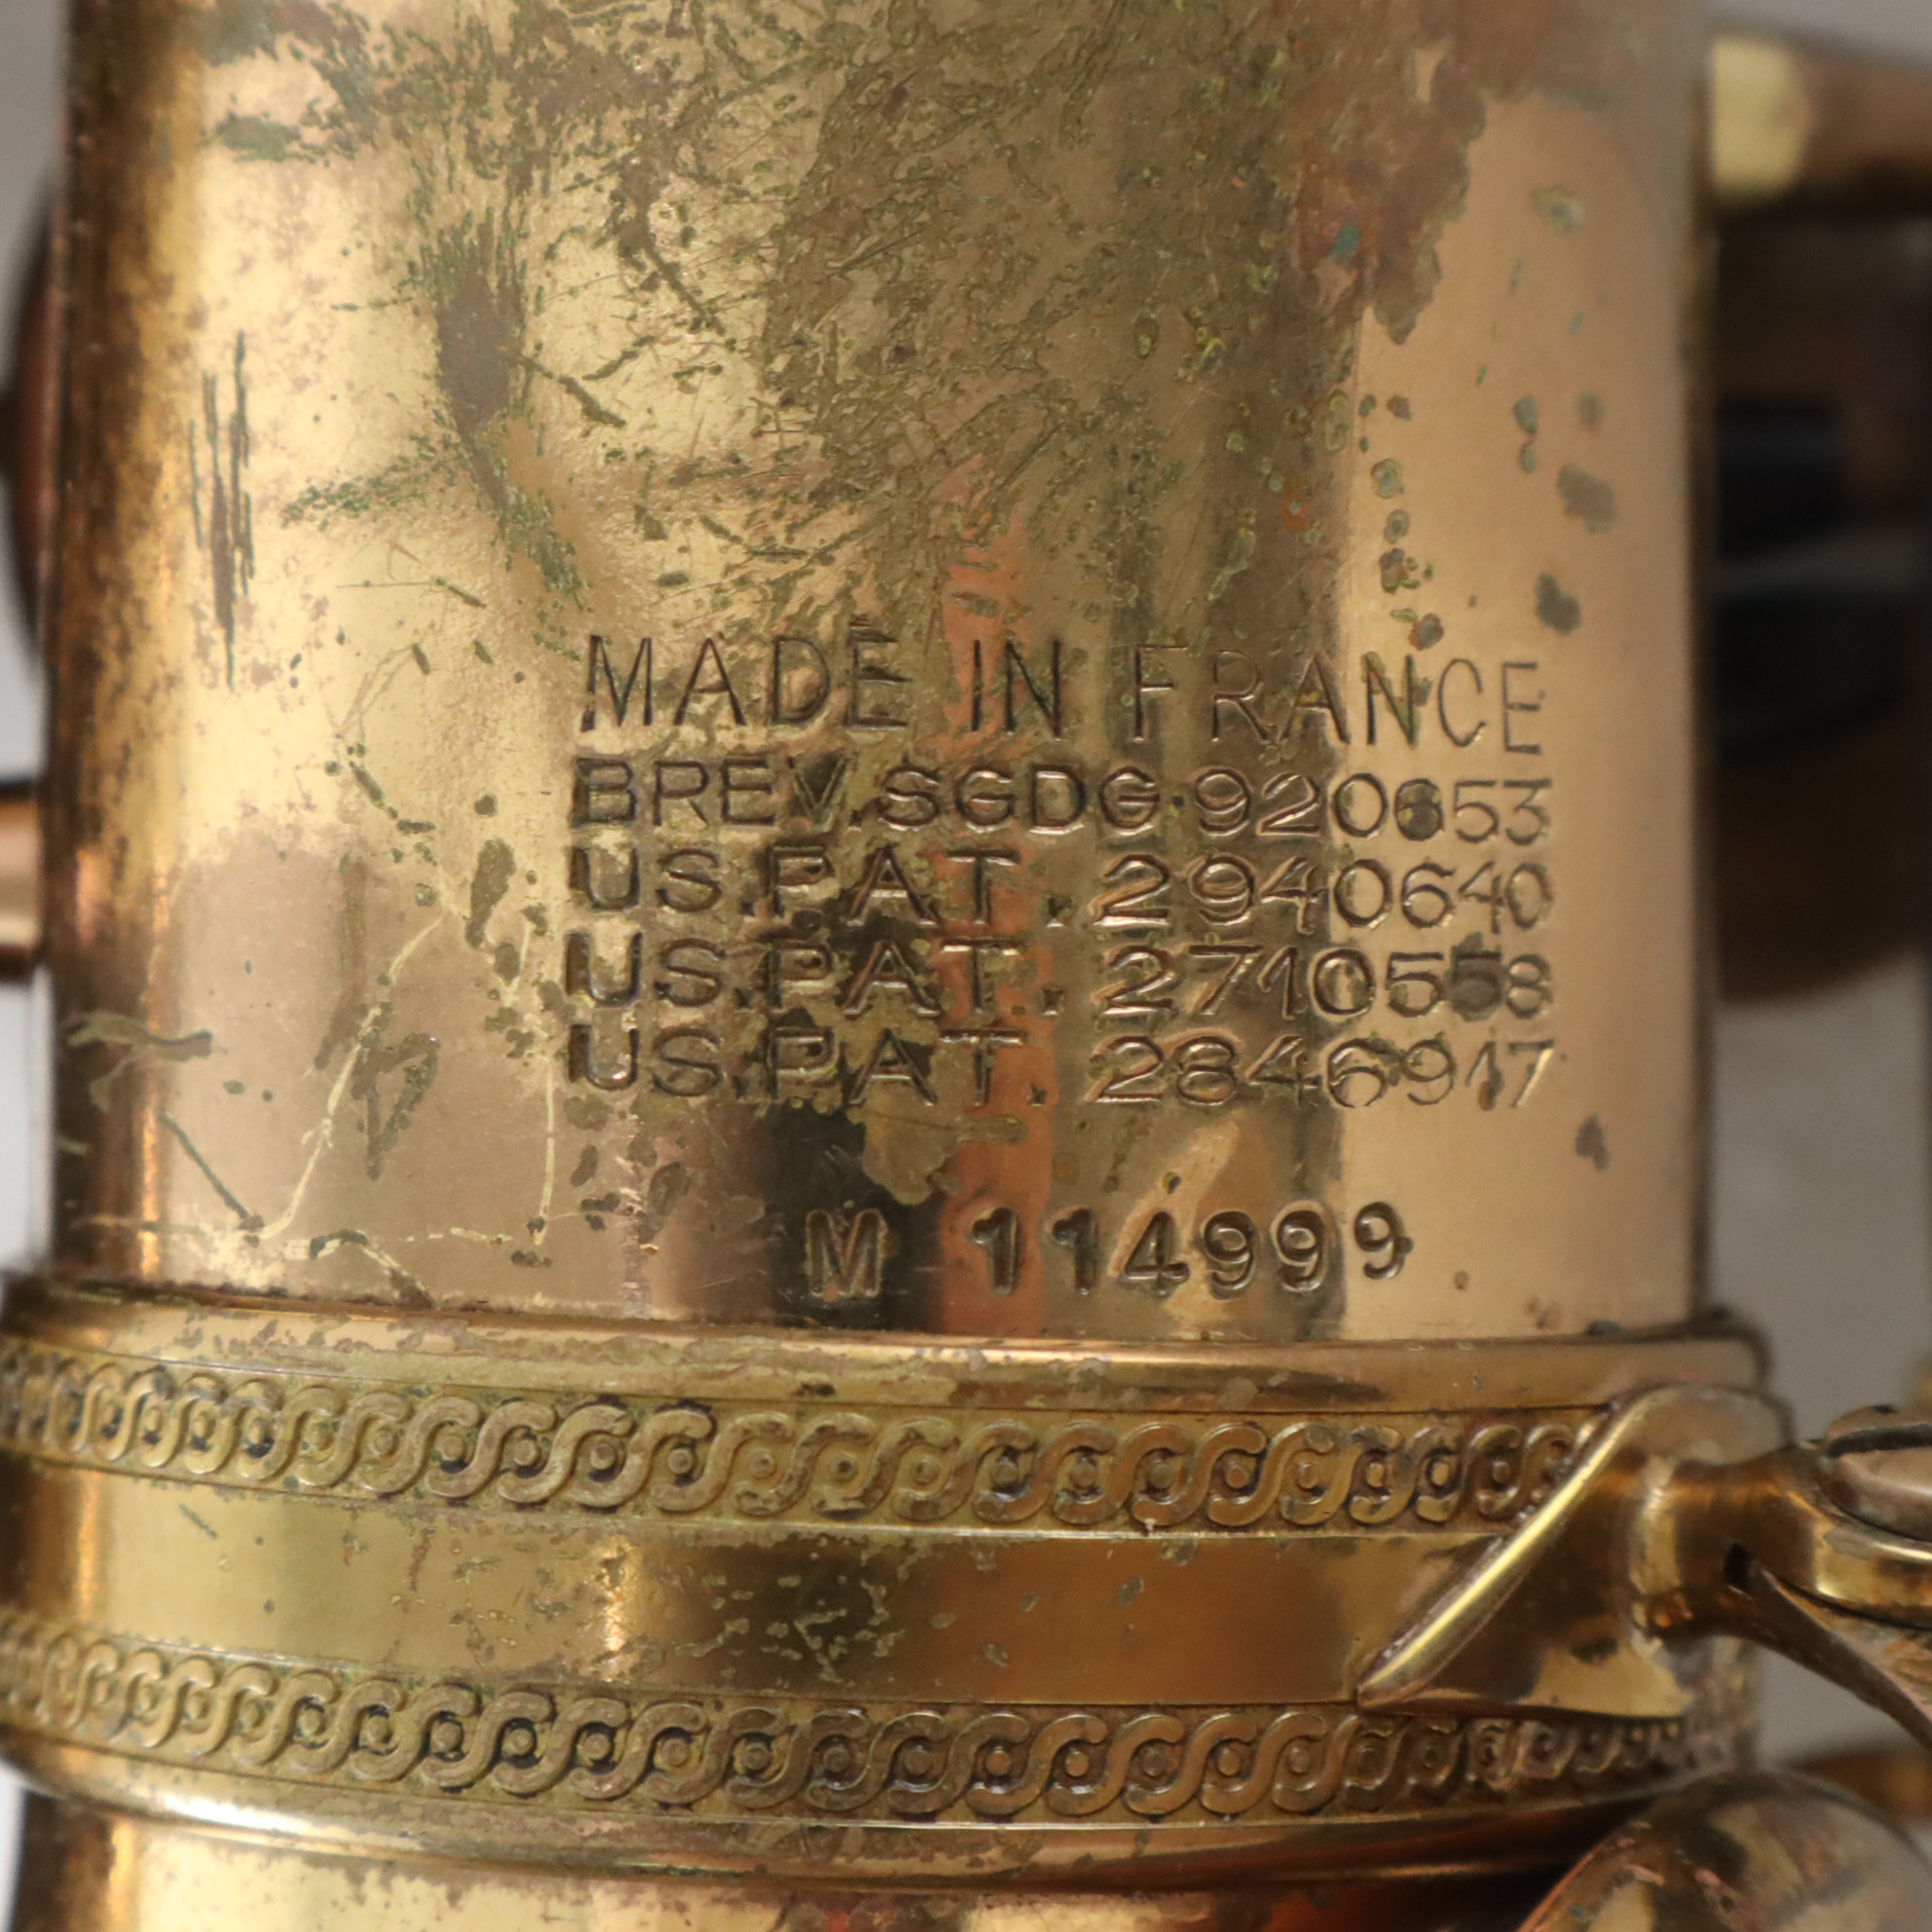 MADE IN FRANCE
BREV.SGDG 920653
US.PAT. 2940640
US.PAT. 2710558
US.PAT. 2846917
M 114999